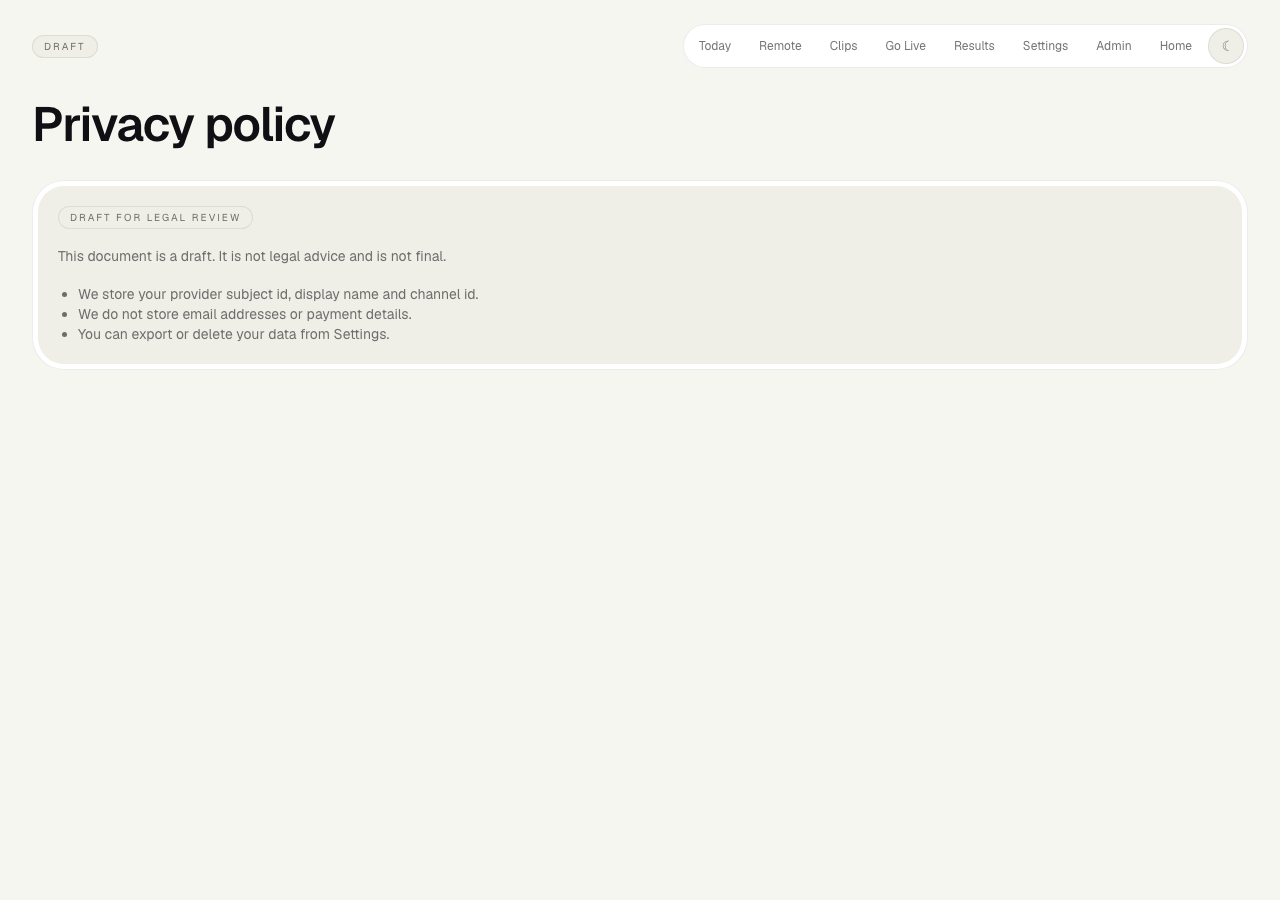 DRAFT
Today Remote Clips Go Live Results Settings Admin Home
Privacy policy
DRAFT FOR LEGAL REVIEW
This document is a draft. It is not legal advice and is not final.
We store your provider subject id, display name and channel id.
We do not store email addresses or payment details.
You can export or delete your data from Settings.